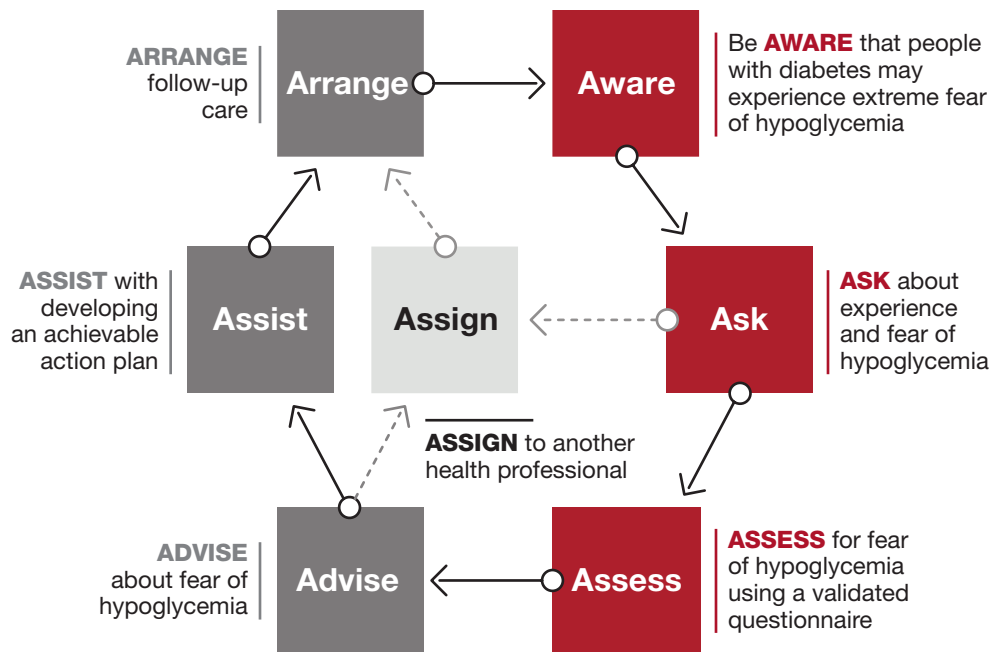 ARRANGE
follow-up
care
Arrange
Aware
Be AWARE that people
with diabetes may
experience extreme fear
of hypoglycemia
ASSIST with
developing
an achievable
action plan
Assist
Assign
Ask
ASK about
experience
and fear of
hypoglycemia
ASSIGN to another
health professional
ADVISE
about fear of
hypoglycemia
Advise
Assess
ASSESS for fear
of hypoglycemia
using a validated
questionnaire